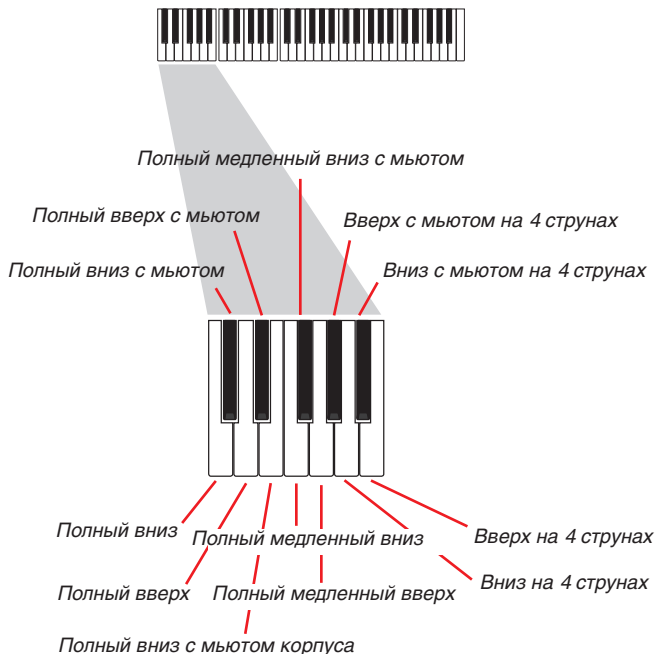 Полный медленный вниз с мьютом
Полный вверх с мьютом
Вверх с мьютом на 4 струнах
Полный вниз с мьютом
Вниз с мьютом на 4 струнах
Полный вниз
Полный медленный вниз
Вверх на 4 струнах
Полный вверх
Полный медленный вверх
Вниз на 4 струнах
Полный вниз с мьютом корпуса